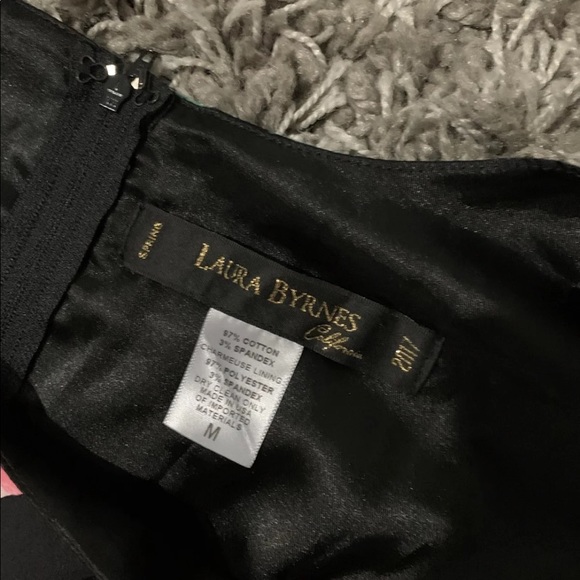 SPRING
LAURA BYRNES
California
2017
97% COTTON
3% SPANDEX
CHARMEUSE LINING
97% POLYESTER
3% SPANDEX
DRY CLEAN ONLY
MADE IN USA
OF IMPORTED
MATERIALS
M